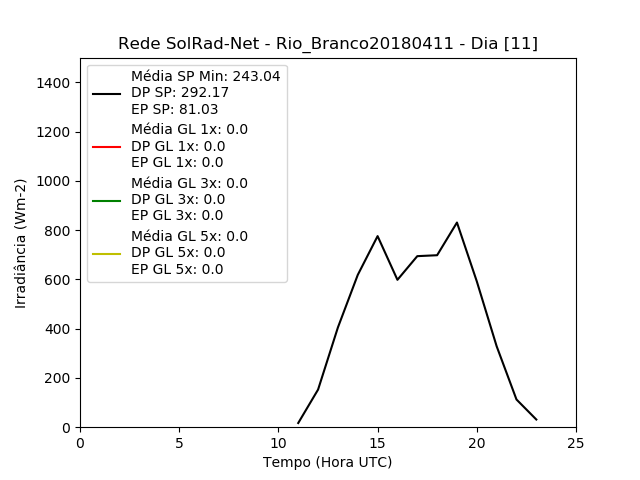 Rede SolRad-Net - Rio_Branco20180411 - Dia [11]
Média SP Min: 243.04
DP SP: 292.17
EP SP: 81.03
Média GL 1x: 0.0
DP GL 1x: 0.0
EP GL 1x: 0.0
Média GL 3x: 0.0
DP GL 3x: 0.0
EP GL 3x: 0.0
Média GL 5x: 0.0
DP GL 5x: 0.0
EP GL 5x: 0.0
Irradiância (Wm-2)
1400
1200
1000
800
600
400
200
0
0 5 10 15 20 25
Tempo (Hora UTC)